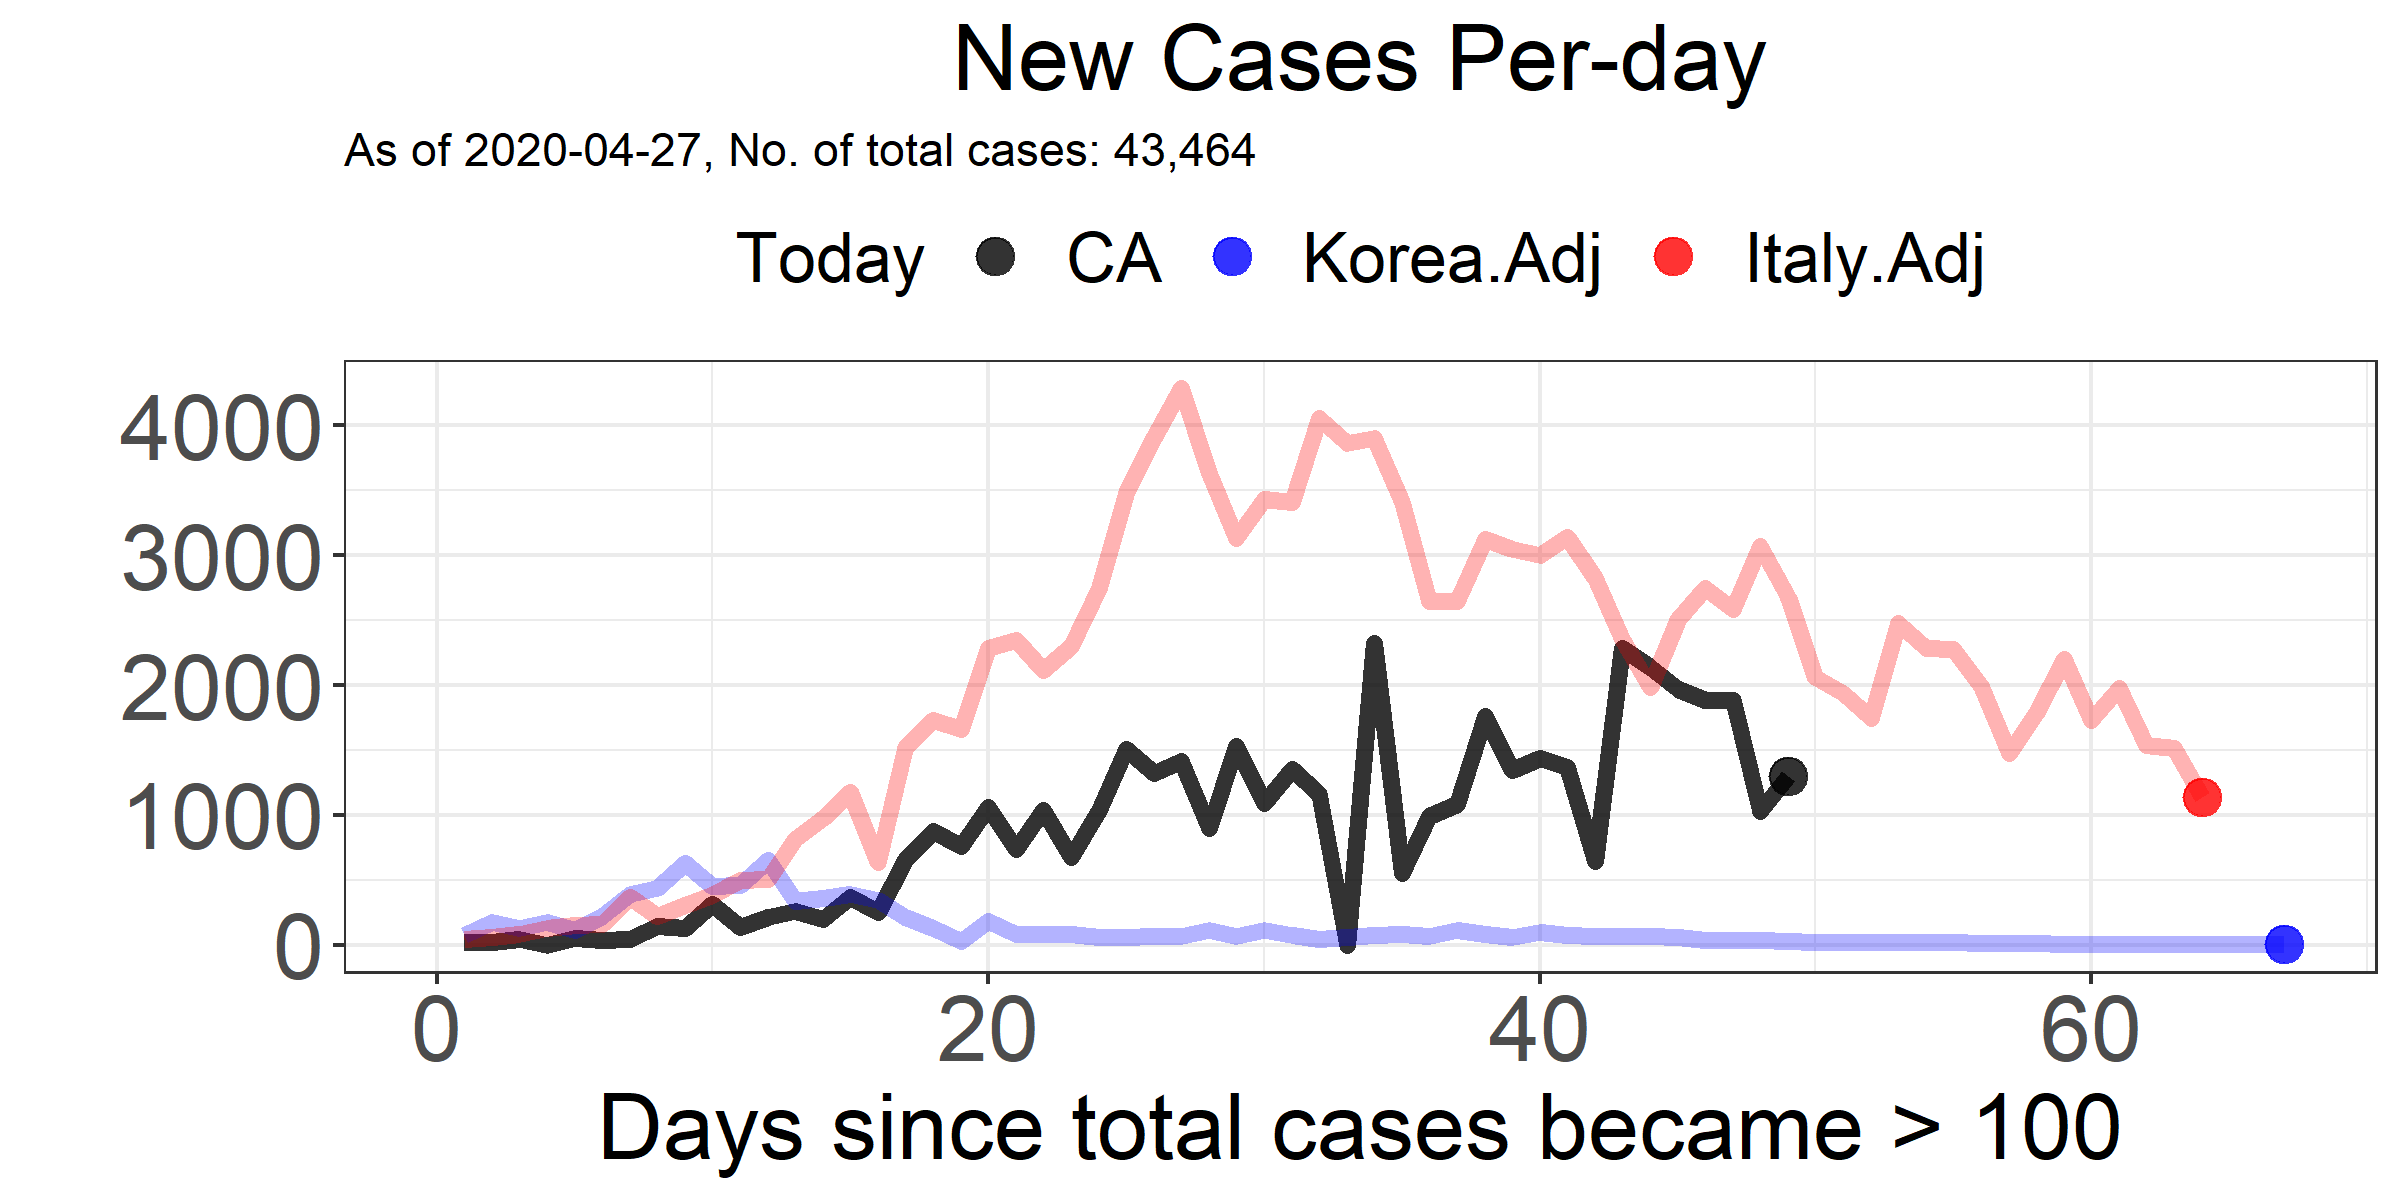 New Cases Per-day
As of 2020-04-27, No. of total cases: 43,464
Today CA Korea.Adj Italy.Adj
4000
3000
2000
1000
0
0 20 40 60
Days since total cases became > 100